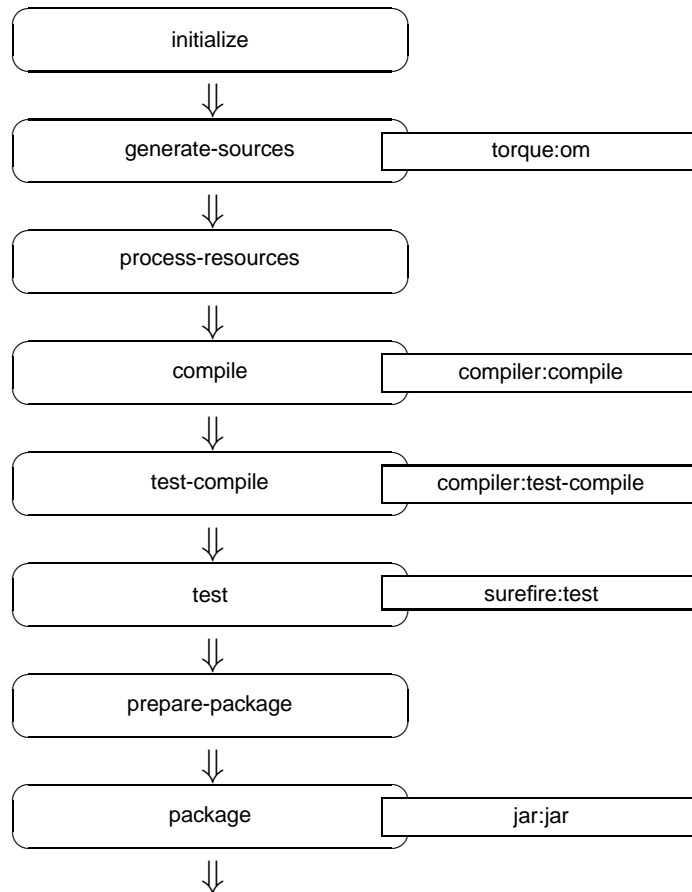 initialize
generate-sources
torque:om
process-resources
compile
compiler:compile
test-compile
compiler:test-compile
test
surefire:test
prepare-package
package
jar:jar